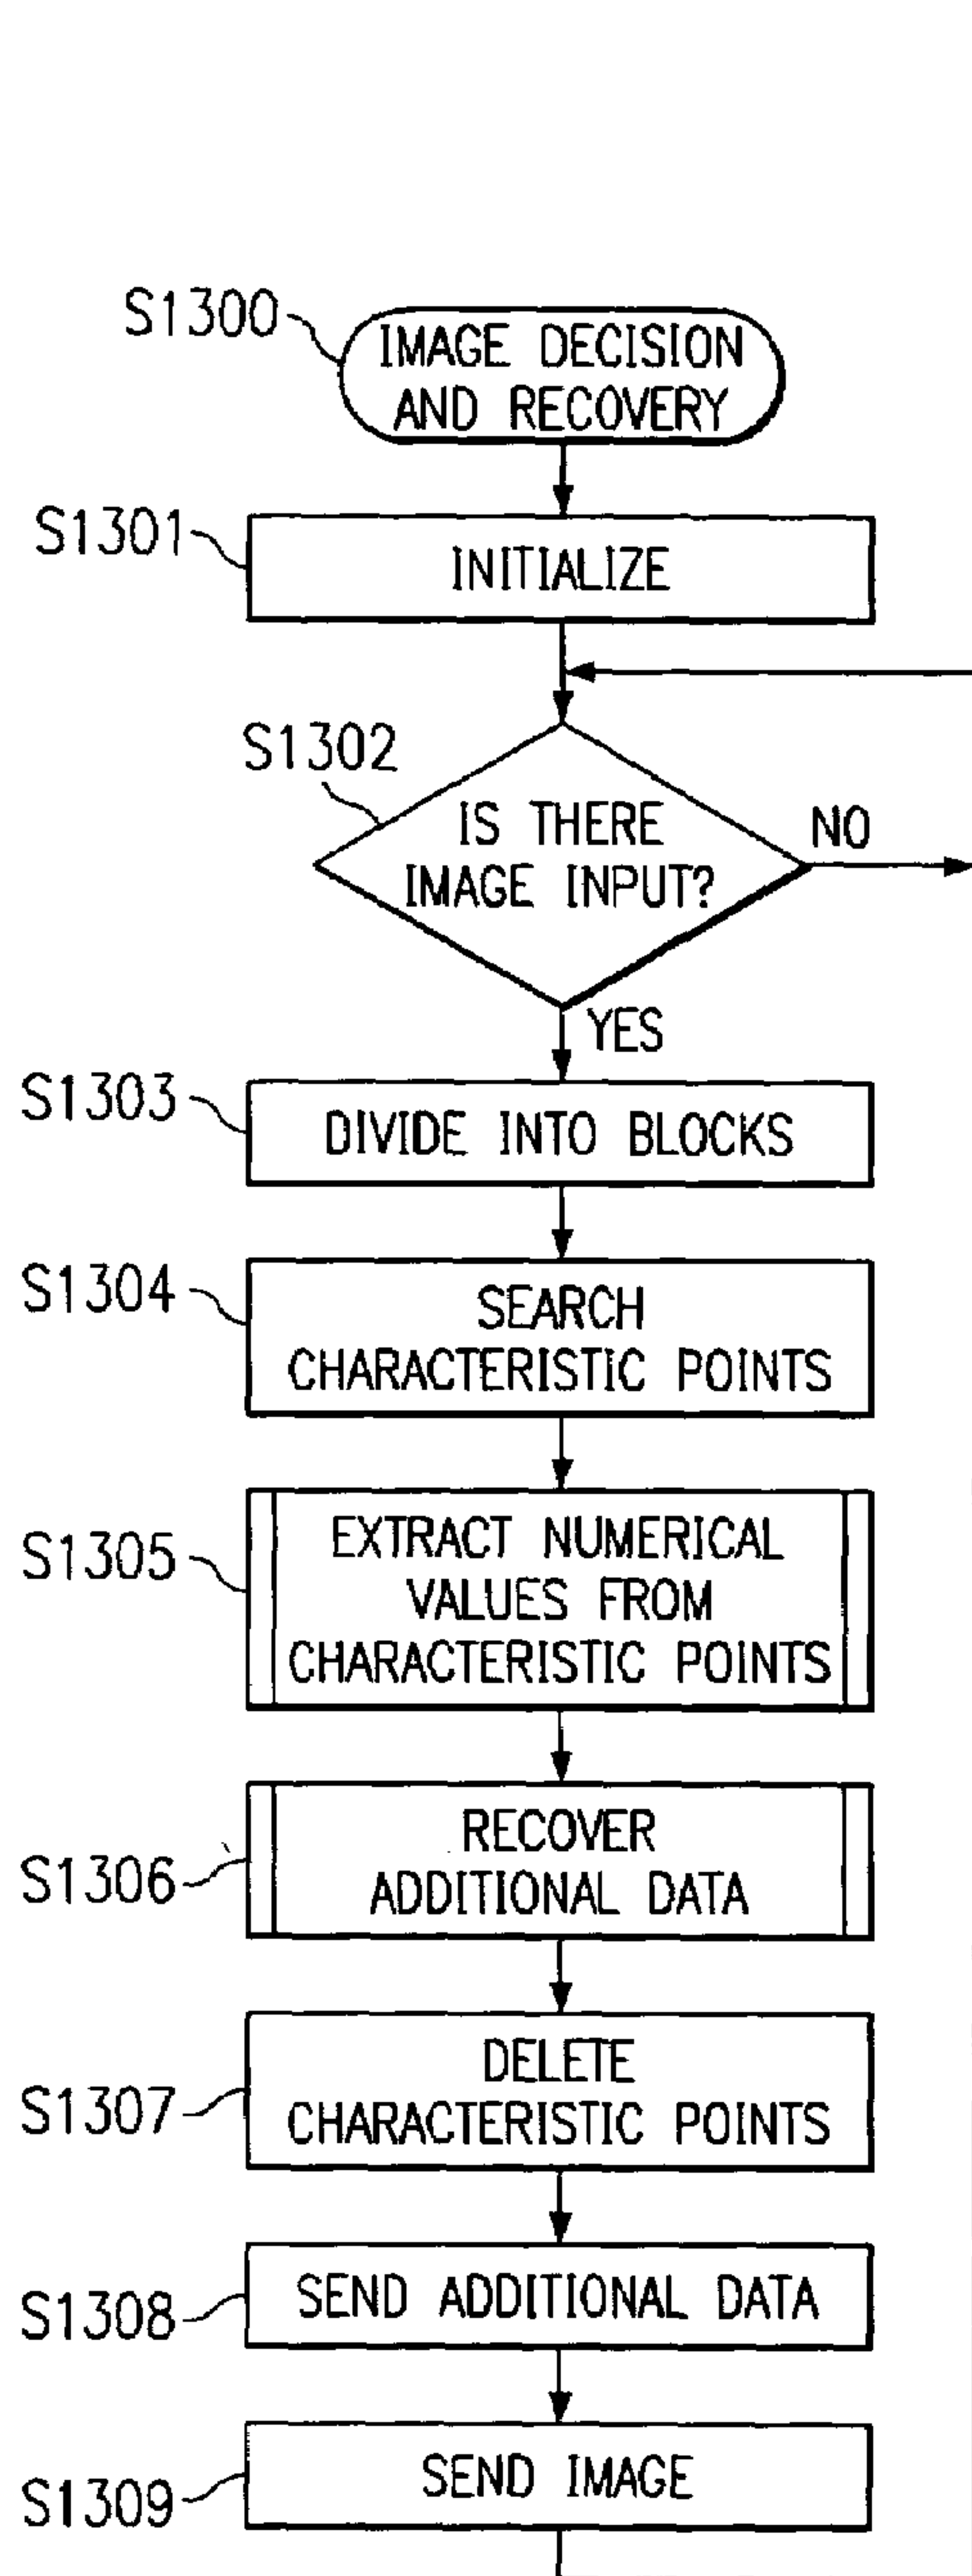 S1300
IMAGE DECISION
AND RECOVERY
S1301
INITIALIZE
S1302
IS THERE
IMAGE INPUT?
NO
YES
S1303
DIVIDE INTO BLOCKS
S1304
SEARCH
CHARACTERISTIC POINTS
S1305
EXTRACT NUMERICAL
VALUES FROM
CHARACTERISTIC POINTS
S1306
RECOVER
ADDITIONAL DATA
S1307
DELETE
CHARACTERISTIC POINTS
S1308
SEND ADDITIONAL DATA
S1309
SEND IMAGE